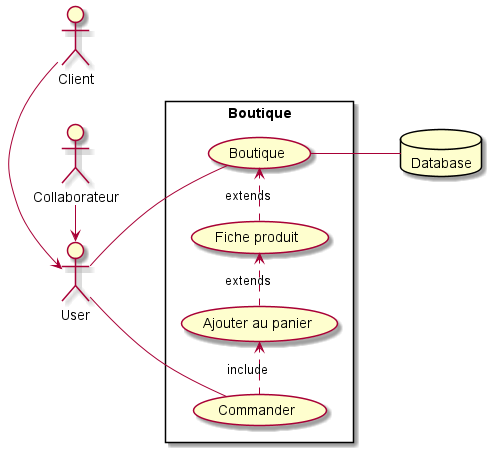 Client
Boutique
Boutique
Database
extends
Collaborateur
Fiche produit
extends
User
Ajouter au panier
include
Commander